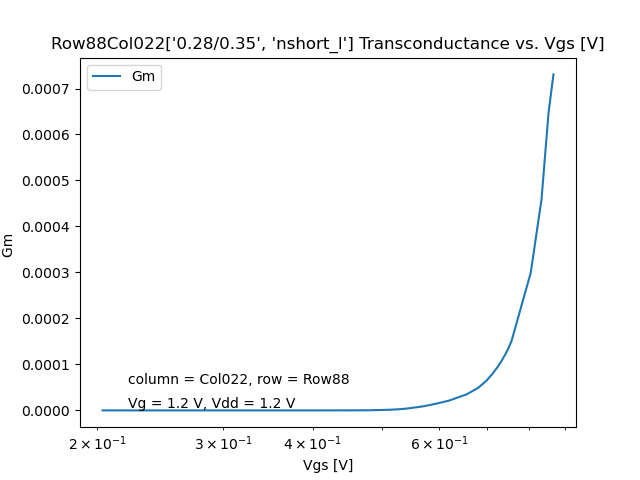 Row88Col022['0.28/0.35', 'nshort_l'] Transconductance vs. Vgs [V]
Gm
0.0007
0.0006
0.0005
0.0004
0.0003
0.0002
0.0001
0.0000
Gm
column = Col022, row = Row88
Vg = 1.2 V, Vdd = 1.2 V
2 × 10⁻¹ 3 × 10⁻¹ 4 × 10⁻¹ 6 × 10⁻¹
Vgs [V]